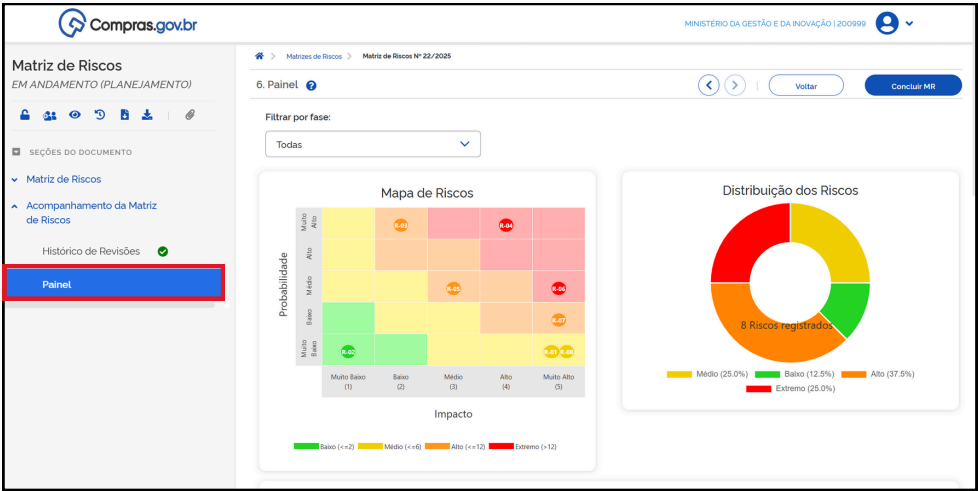 Compras.gov.br
MINISTÉRIO DA GESTÃO E DA INOVAÇÃO | 200999
Matriz de Riscos
EM ANDAMENTO (PLANEJAMENTO)
SEÇÕES DO DOCUMENTO
Matriz de Riscos
Acompanhamento da Matriz
de Riscos
Histórico de Revisões
Painel
Matrizes de Riscos
Matriz de Riscos Nº 22/2025
6. Painel
Voltar
Concluir MR
Filtrar por fase:
Todas
Mapa de Riscos
Probabilidade
Muito
Alto
R-03
R-04
Alto
Médio
R-05
R-06
Baixo
R-07
Muito
Baixo
R-02
R-01 R-08
Muito Baixo
(1)
Baixo
(2)
Médio
(3)
Alto
(4)
Muito Alto
(5)
Impacto
Baixo (<=2) Médio (<=6) Alto (<=12) Extremo (>12)
Distribuição dos Riscos
8 Riscos registrados
Médio (25.0%) Baixo (12.5%) Alto (37.5%)
Extremo (25.0%)